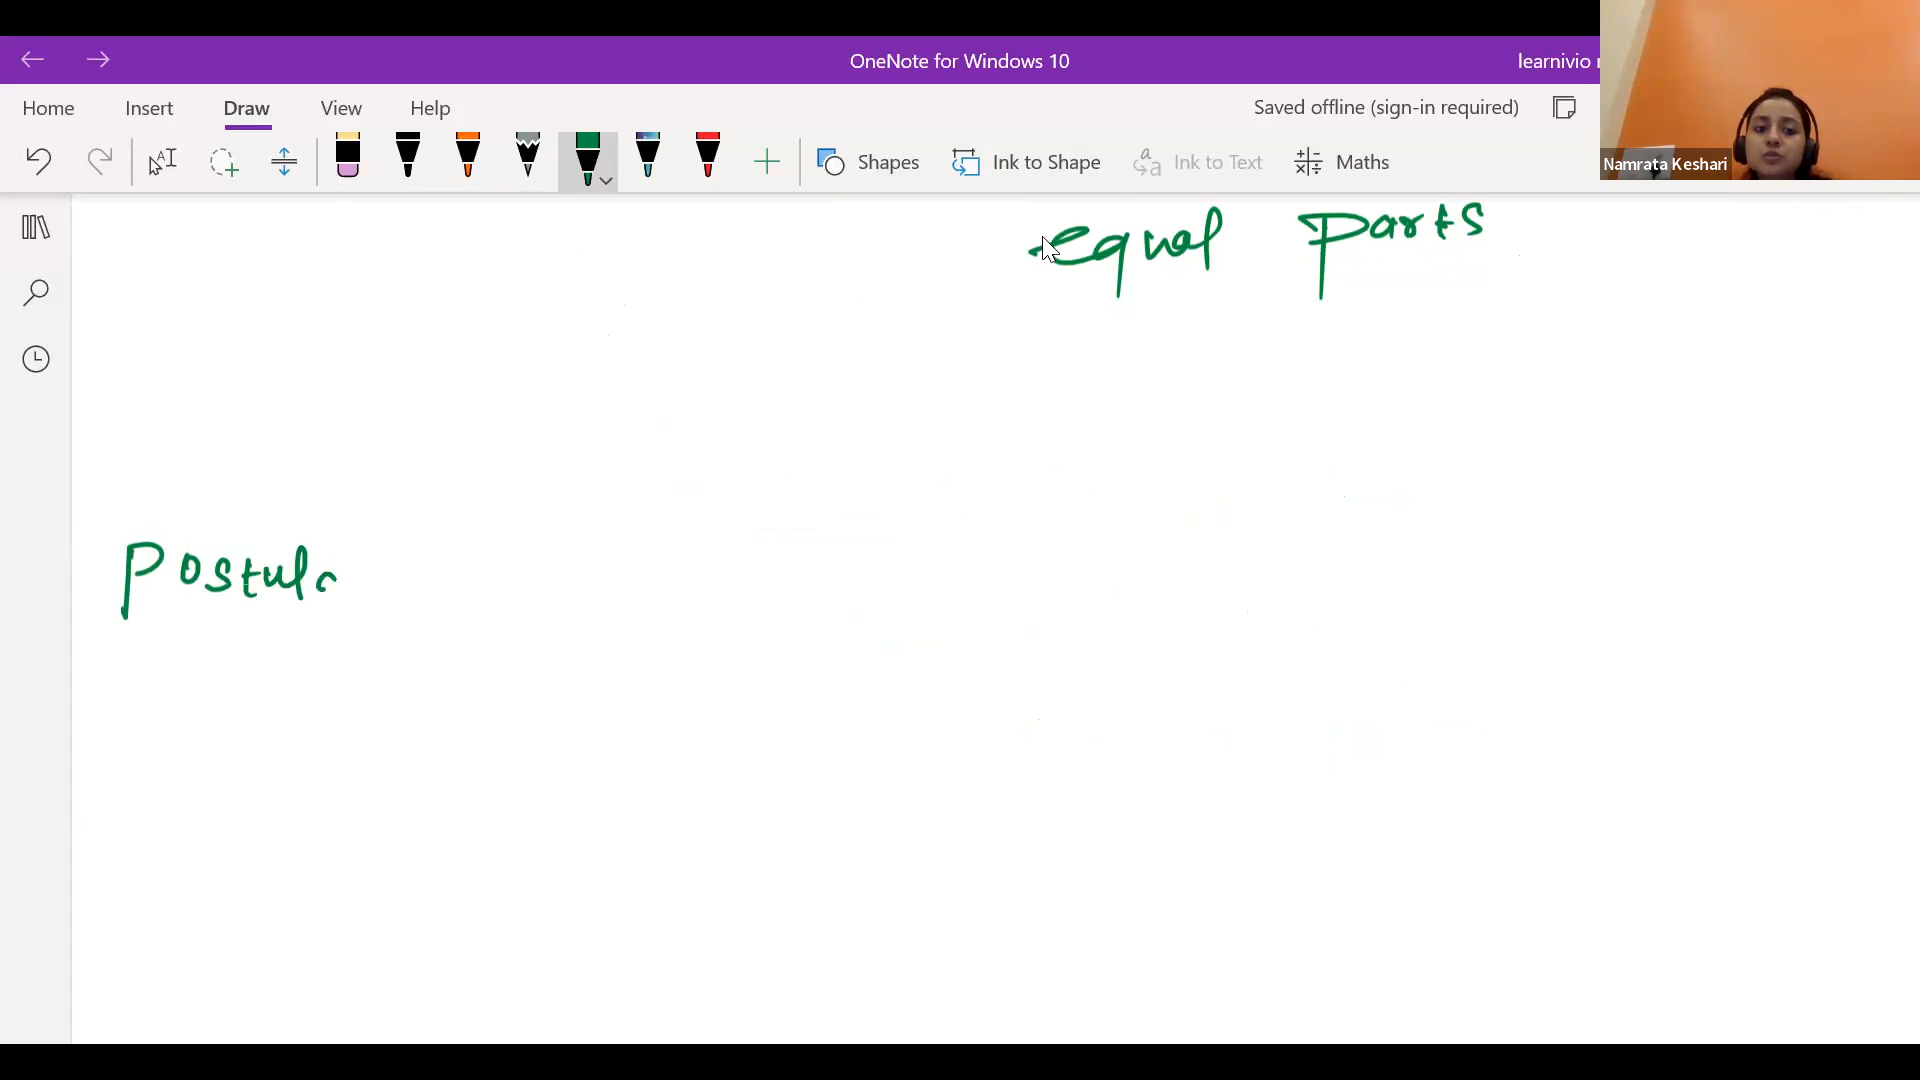 OneNote for Windows 10
learnivio
Home Insert Draw View Help
Saved offline (sign-in required)
Shapes Ink to Shape Ink to Text Maths
Namrata Keshari
equal parts
Postula